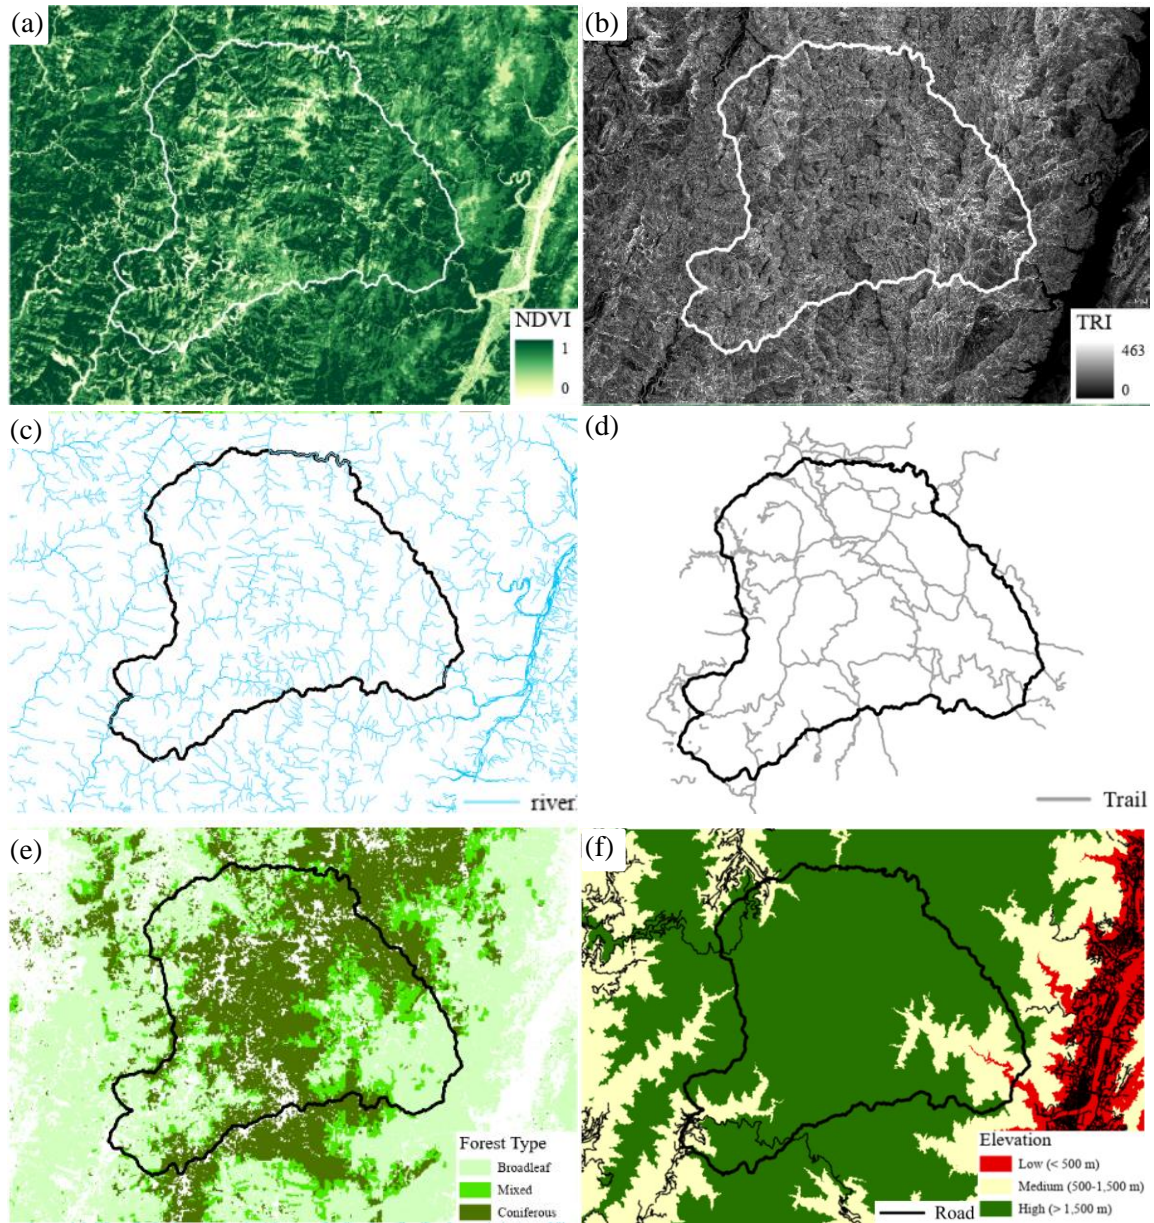 (a)
NDVI
1
0
(b)
TRI
463
0
(c)
river
(d)
Trail
(e)
Forest Type
Broadleaf
Mixed
Coniferous
(f)
Elevation
Low (< 500 m)
Medium (500-1,500 m)
High (> 1,500 m)
Road